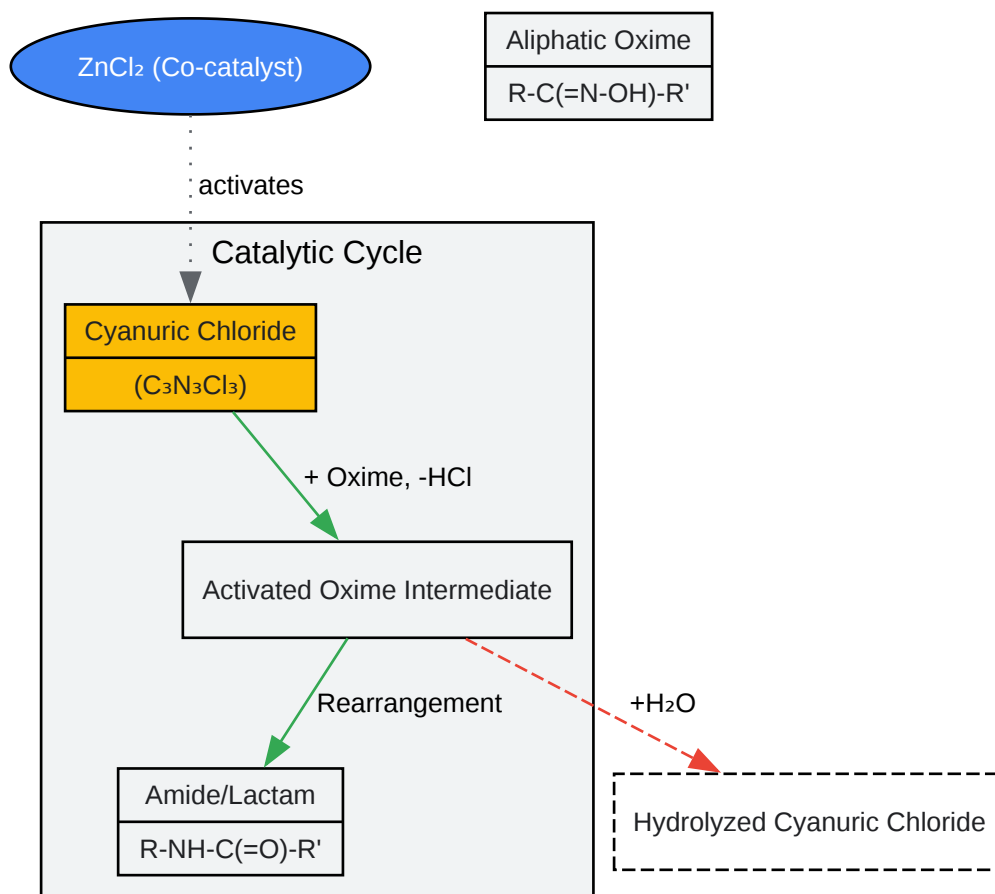 ZnCl₂ (Co-catalyst)
Aliphatic Oxime
R-C(=N-OH)-R'
activates
Catalytic Cycle
Cyanuric Chloride
(C₃N₃Cl₃)
+ Oxime, -HCl
Activated Oxime Intermediate
Rearrangement
+H₂O
Amide/Lactam
R-NH-C(=O)-R'
Hydrolyzed Cyanuric Chloride